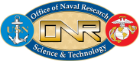 Office of Naval Research
ONR
Science & Technology